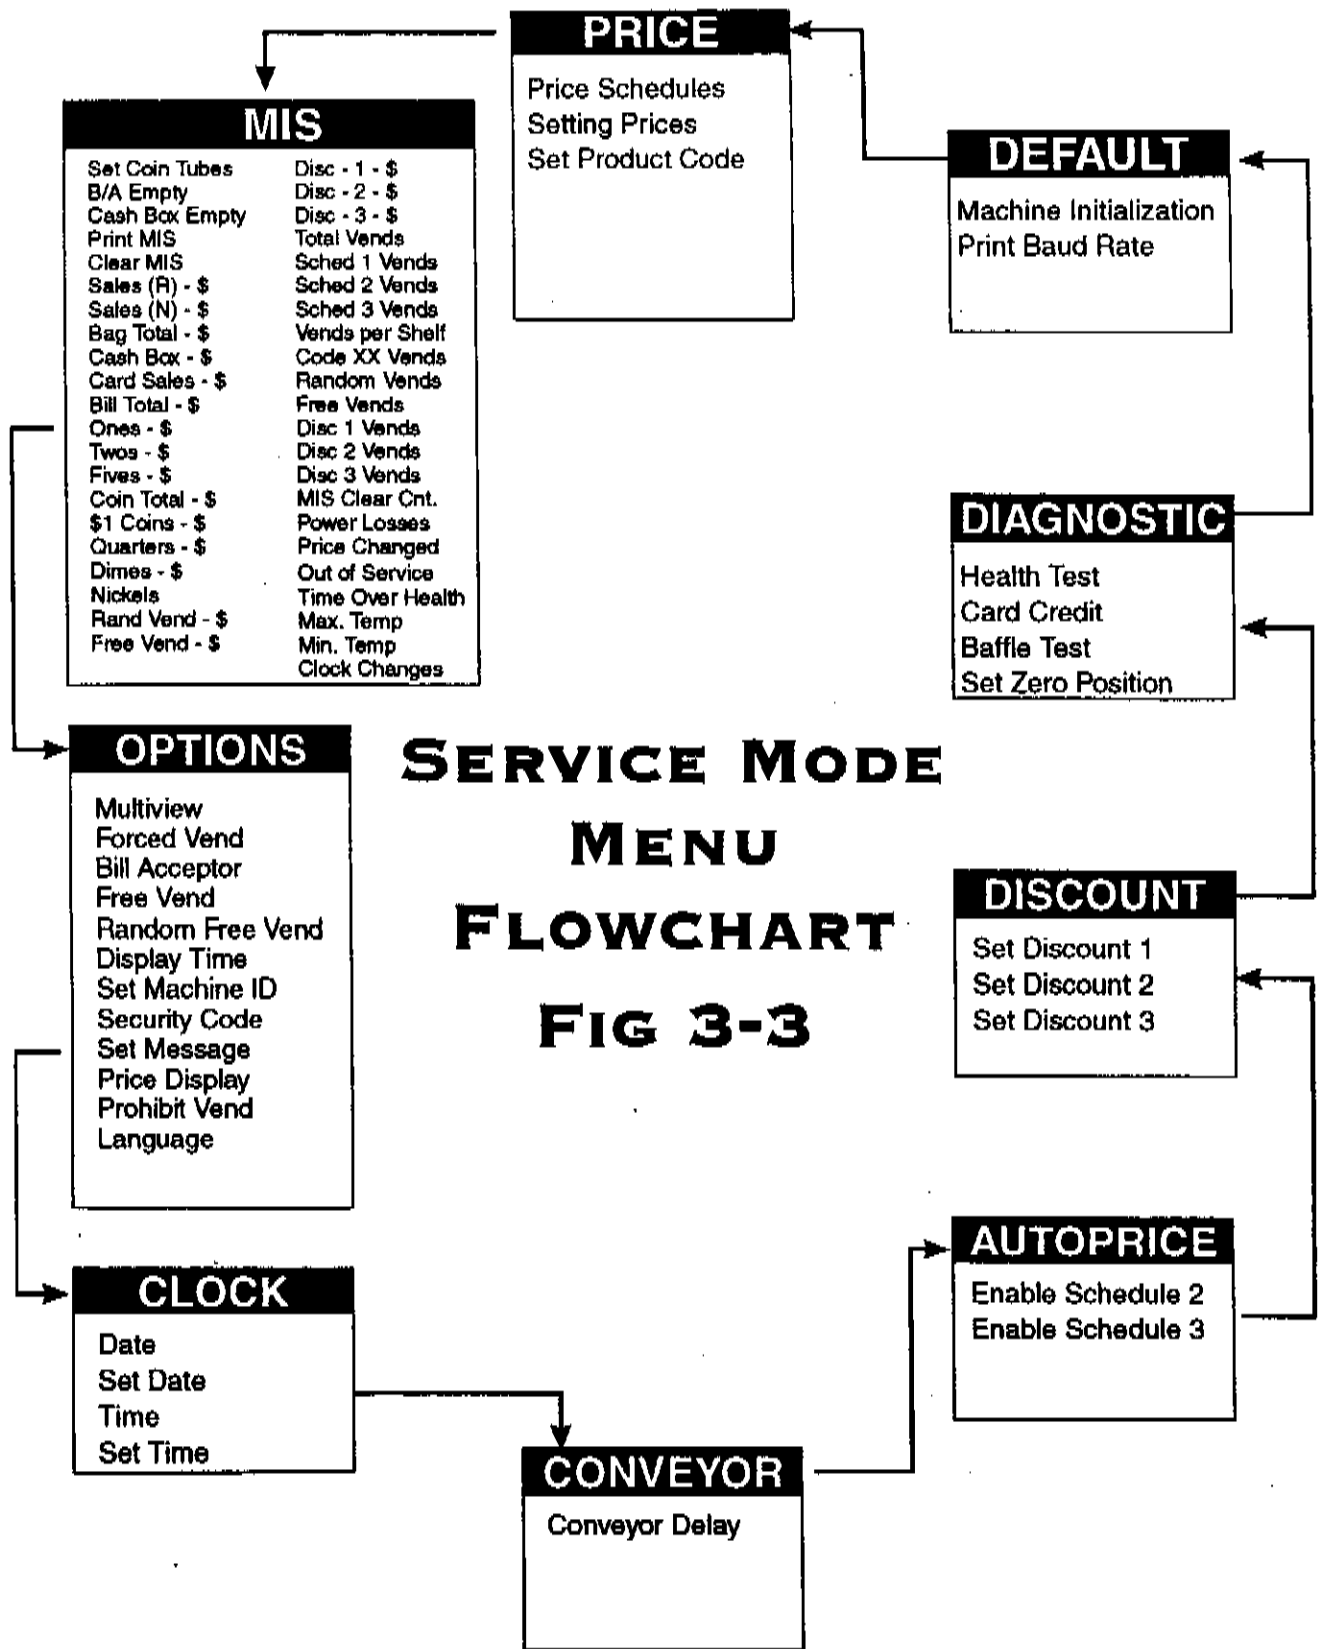 PRICE
Price Schedules
Setting Prices
Set Product Code
MIS
Set Coin Tubes
B/A Empty
Cash Box Empty
Print MIS
Clear MIS
Sales (R) - $
Sales (N) - $
Bag Total - $
Cash Box - $
Card Sales - $
Bill Total - $
Ones - $
Twos - $
Fives - $
Coin Total - $
$1 Coins - $
Quarters - $
Dimes - $
Nickels
Rand Vend - $
Free Vend - $
Disc - 1 - $
Disc - 2 - $
Disc - 3 - $
Total Vends
Sched 1 Vends
Sched 2 Vends
Sched 3 Vends
Vends per Shelf
Code XX Vends
Random Vends
Free Vends
Disc 1 Vends
Disc 2 Vends
Disc 3 Vends
MIS Clear Cnt.
Power Losses
Price Changed
Out of Service
Time Over Health
Max. Temp
Min. Temp
Clock Changes
DEFAULT
Machine Initialization
Print Baud Rate
DIAGNOSTIC
Health Test
Card Credit
Baffle Test
Set Zero Position
OPTIONS
Multiview
Forced Vend
Bill Acceptor
Free Vend
Random Free Vend
Display Time
Set Machine ID
Security Code
Set Message
Price Display
Prohibit Vend
Language
SERVICE MODE
MENU
FLOWCHART
FIG 3-3
DISCOUNT
Set Discount 1
Set Discount 2
Set Discount 3
CLOCK
Date
Set Date
Time
Set Time
AUTOPRICE
Enable Schedule 2
Enable Schedule 3
CONVEYOR
Conveyor Delay